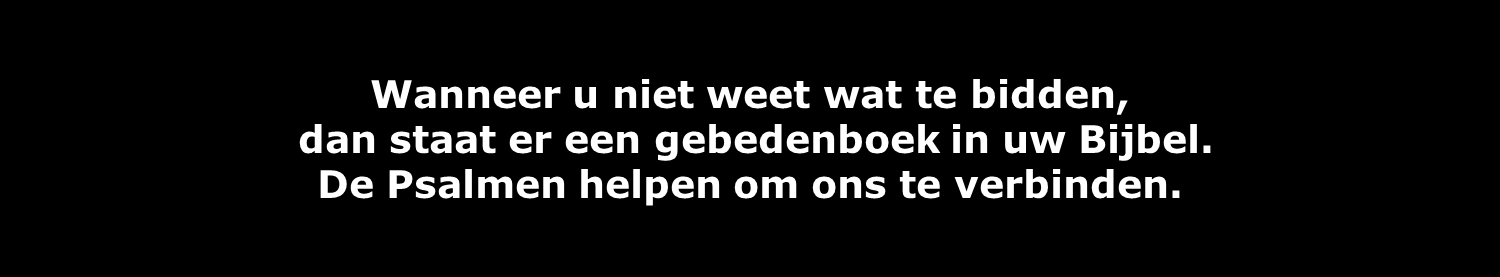 Wanneer u niet weet wat te bidden,
dan staat er een gebedenboek in uw Bijbel.
De Psalmen helpen om ons te verbinden.